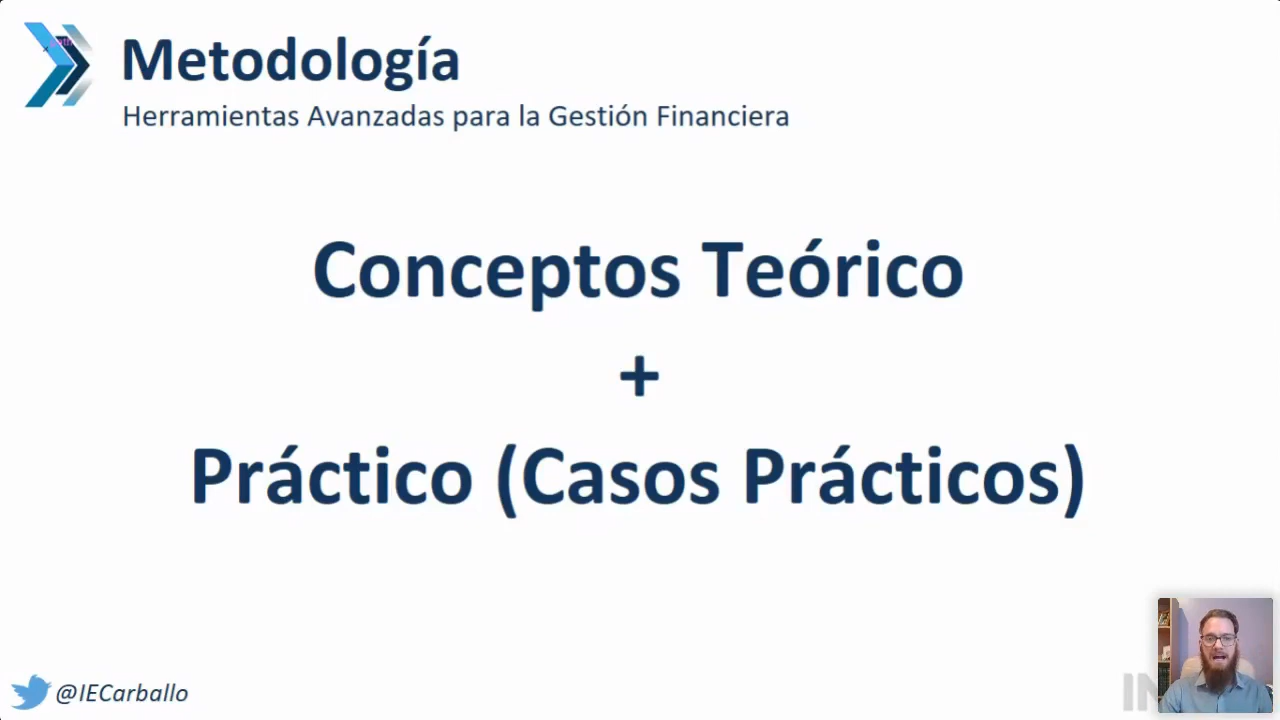 Metodología
Herramientas Avanzadas para la Gestión Financiera
Conceptos Teórico
+
Práctico (Casos Prácticos)
@IECarballo